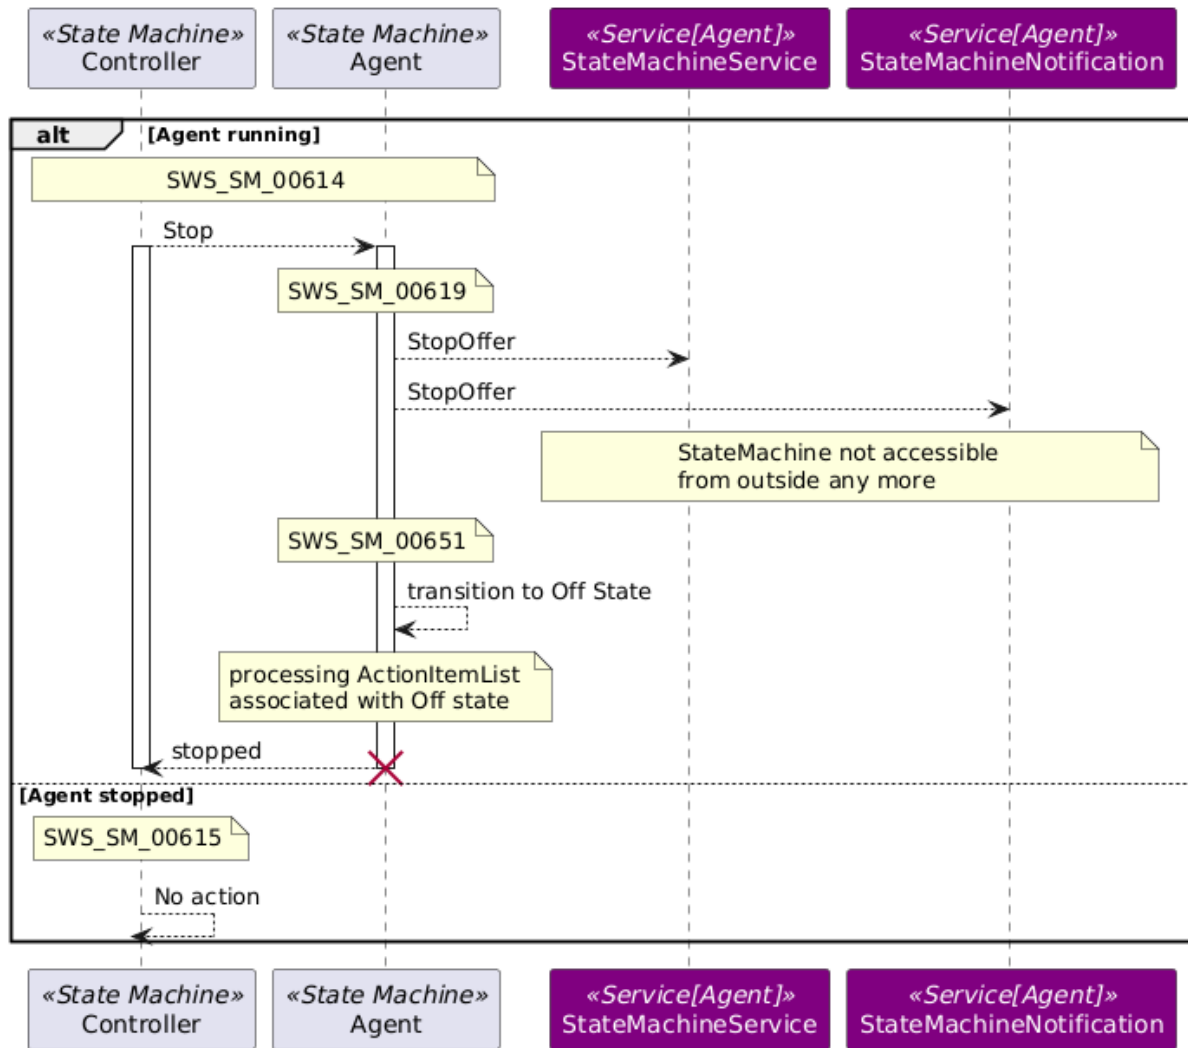 «State Machine»
Controller
«State Machine»
Agent
«Service[Agent]»
StateMachineService
«Service[Agent]»
StateMachineNotification
alt
[Agent running]
SWS_SM_00614
Stop
SWS_SM_00619
StopOffer
StopOffer
StateMachine not accessible
from outside any more
SWS_SM_00651
transition to Off State
processing ActionItemList
associated with Off state
stopped
[Agent stopped]
SWS_SM_00615
No action
«State Machine»
Controller
«State Machine»
Agent
«Service[Agent]»
StateMachineService
«Service[Agent]»
StateMachineNotification